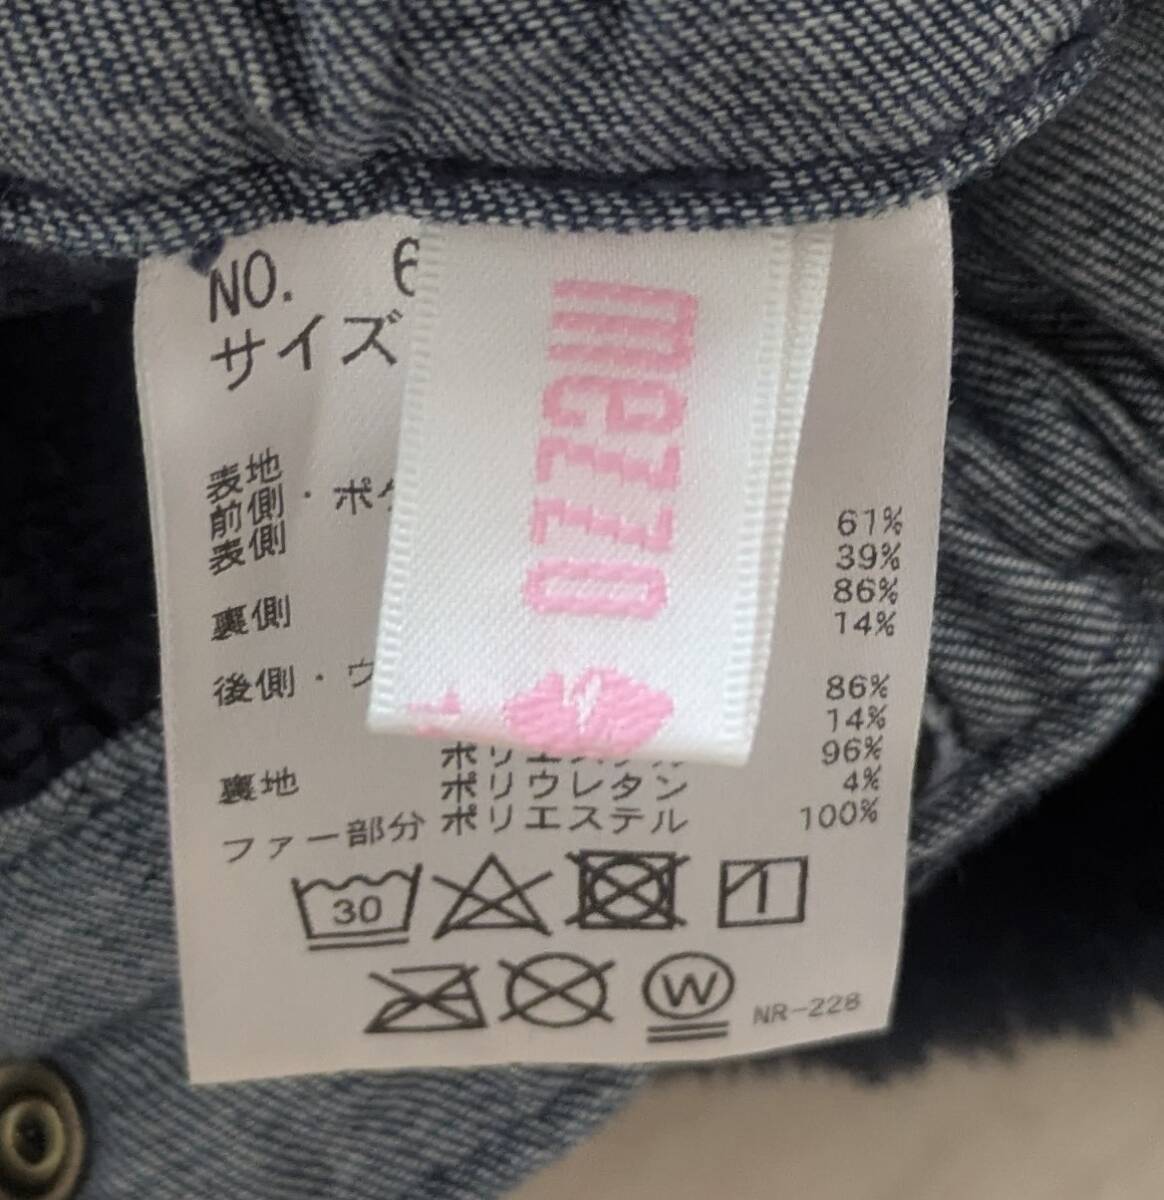 NO. 6
サイズ
mezzo
表地
前側・ポケ
61%
表側
39%
86%
裏側
14%
後側・ウ
86%
14%
ポリエステル 96%
裏地 ポリウレタン 4%
ファー部分 ポリエステル 100%
30
W
NR-228